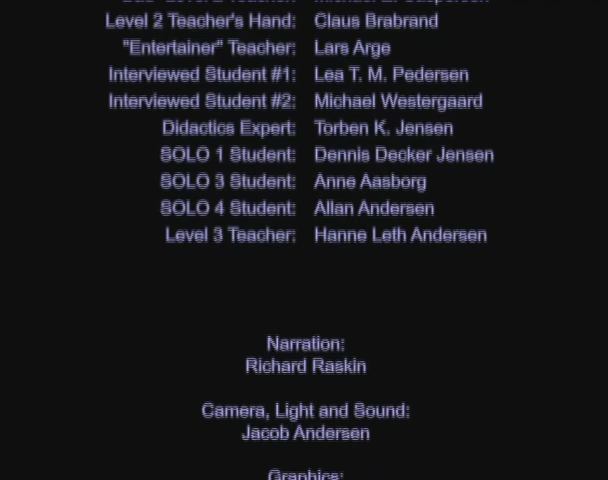 Level 2 Teacher's Hand: Claus Brabrand
"Entertainer" Teacher: Lars Arge
Interviewed Student #1: Lea T. M. Pedersen
Interviewed Student #2: Michael Westergaard
Didactics Expert: Torben K. Jensen
SOLO 1 Student: Dennis Decker Jensen
SOLO 3 Student: Anne Aasborg
SOLO 4 Student: Allan Andersen
Level 3 Teacher: Hanne Leth Andersen
Narration:
Richard Raskin
Camera, Light and Sound:
Jacob Andersen
Graphics: